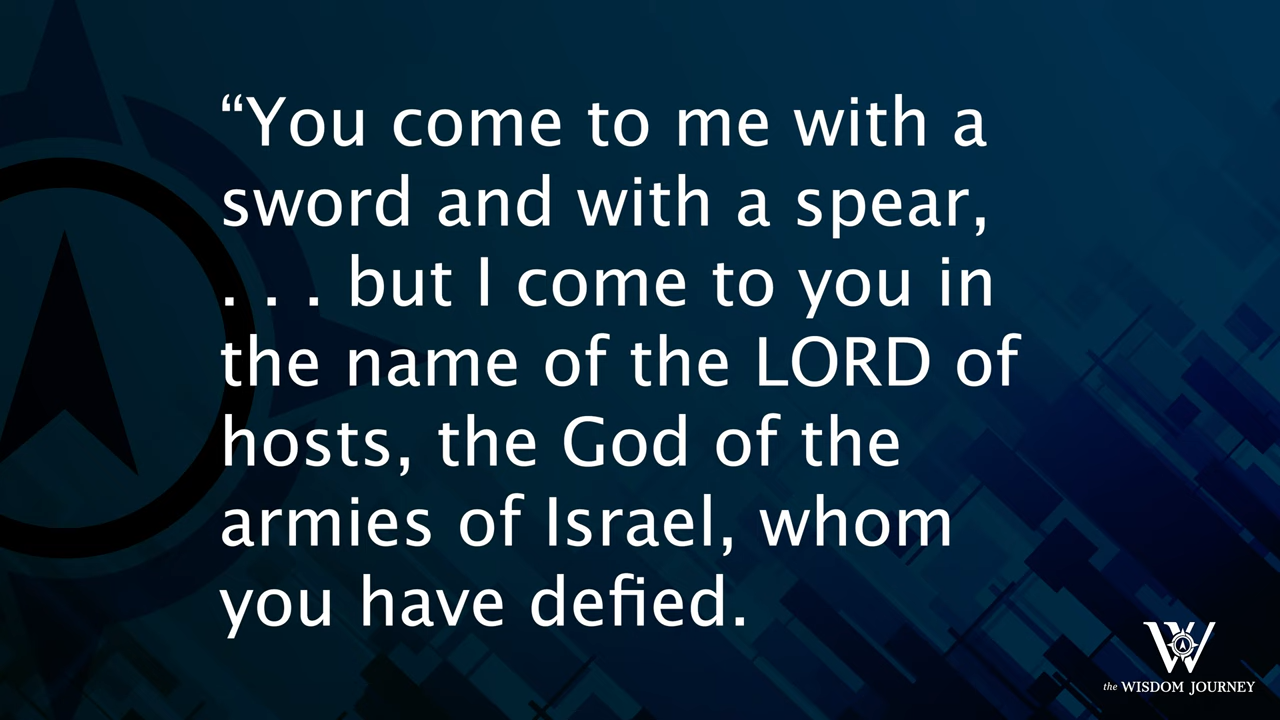 “You come to me with a
sword and with a spear,
. . . but I come to you in
the name of the LORD of
hosts, the God of the
armies of Israel, whom
you have defied.
W
the WISDOM JOURNEY